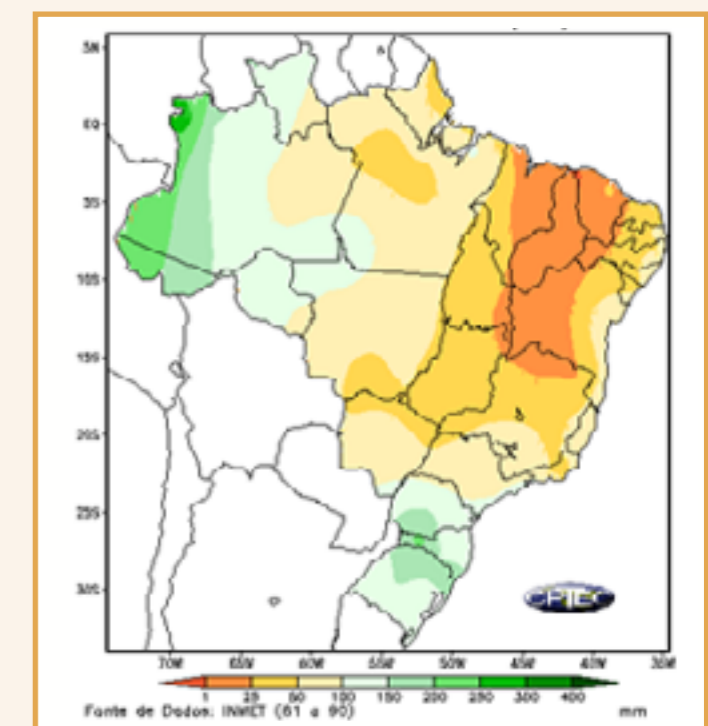 5N
EQ
5S
10S
15S
20S
25S
30S
70W 65W 60W 55W 50W 45W 40W 35W
CPTEC
1 25 50 100 150 200 250 300 400
Fonte de Dados: INMET (61 a 90) mm